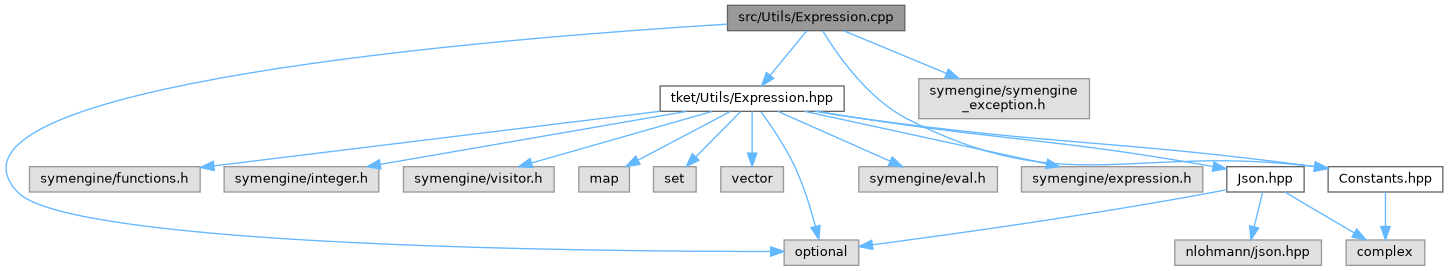 src/Utils/Expression.cpp
symengine/symengine
_exception.h
tket/Utils/Expression.hpp
symengine/functions.h
symengine/integer.h
symengine/visitor.h
map
set
vector
symengine/eval.h
symengine/expression.h
Json.hpp
Constants.hpp
optional
nlohmann/json.hpp
complex